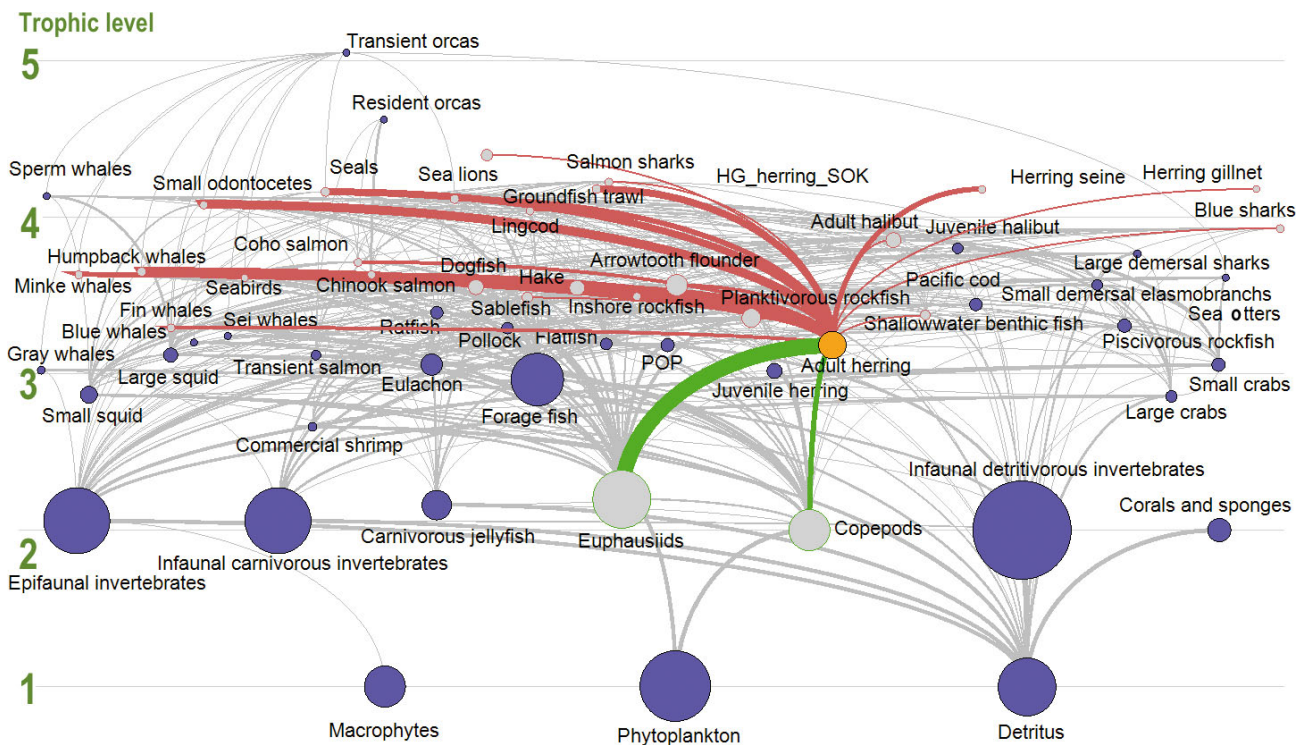 Trophic level
5
Transient orcas
Resident orcas
Sperm whales
Small odontocetes
Seals
Sea lions
Salmon sharks
Groundfish trawl
HG_herring_SOK
Herring seine
Herring gillnet
Blue sharks
4
Lingcod
Adult halibut
Juvenile halibut
Coho salmon
Humpback whales
Minke whales
Seabirds
Chinook salmon
Dogfish
Hake
Arrowtooth flounder
Large demersal sharks
Pacific cod
Small demersal elasmobranchs
Fin whales
Sablefish
Inshore rockfish
Planktivorous rockfish
Shallowwater benthic fish
Sea otters
Blue whales
Sei whales
Ratfish
Pollock
Flatfish
Piscivorous rockfish
Gray whales
Large squid
Transient salmon
Eulachon
POP
Adult herring
3
Small squid
Forage fish
Juvenile herring
Small crabs
Large crabs
Commercial shrimp
Infaunal detritivorous invertebrates
Corals and sponges
Copepods
Carnivorous jellyfish
Euphausiids
2
Infaunal carnivorous invertebrates
Epifaunal invertebrates
1
Macrophytes
Phytoplankton
Detritus